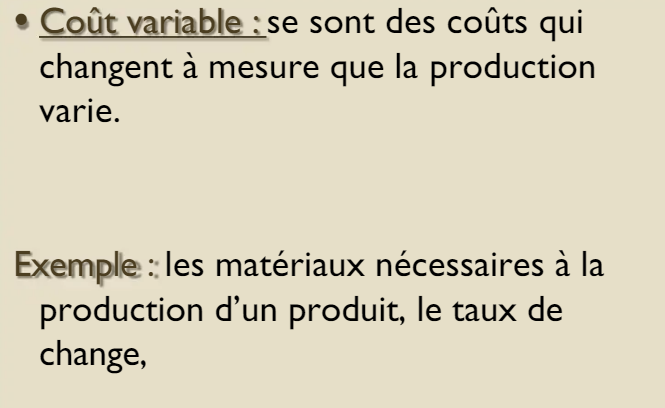 • Coût variable : se sont des coûts qui
changent à mesure que la production
varie.
Exemple : les matériaux nécessaires à la
production d’un produit, le taux de
change,